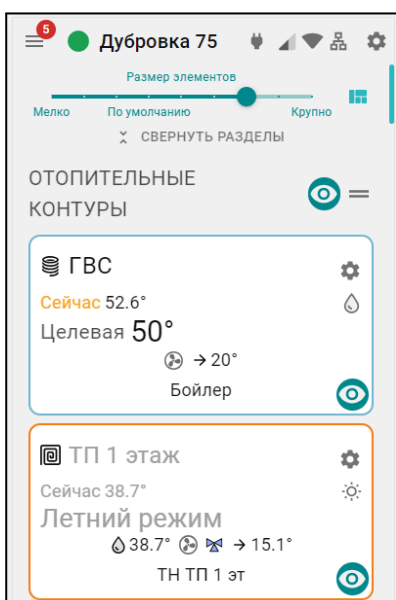 5
Дубровка 75
Размер элементов
Мелко По умолчанию Крупно
СВЕРНУТЬ РАЗДЕЛЫ
ОТОПИТЕЛЬНЫЕ
КОНТУРЫ
ГВС
Сейчас 52.6°
Целевая 50°
→ 20°
Бойлер
ТП 1 этаж
Сейчас 38.7°
Летний режим
38.7° → 15.1°
ТН ТП 1 эт